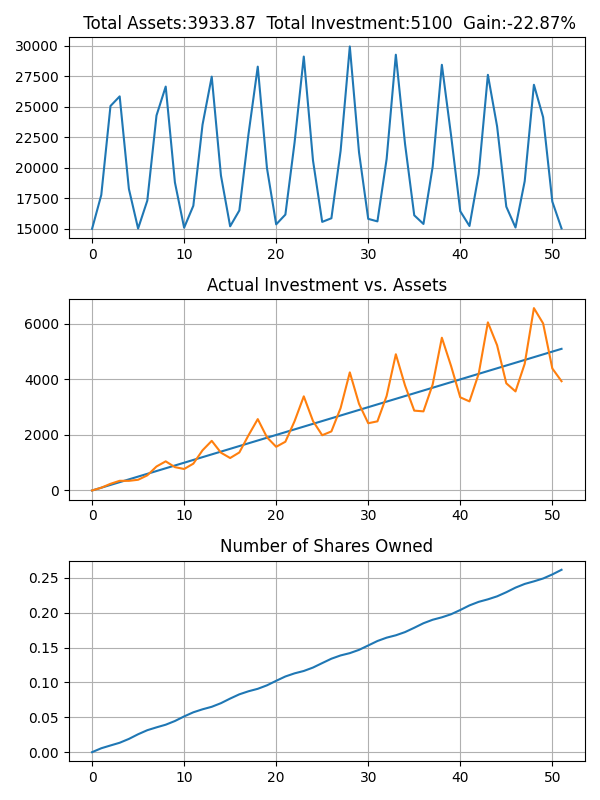 Total Assets:3933.87  Total Investment:5100  Gain:-22.87%
30000
27500
25000
22500
20000
17500
15000
0 10 20 30 40 50
Actual Investment vs. Assets
6000
4000
2000
0
0 10 20 30 40 50
Number of Shares Owned
0.25
0.20
0.15
0.10
0.05
0.00
0 10 20 30 40 50